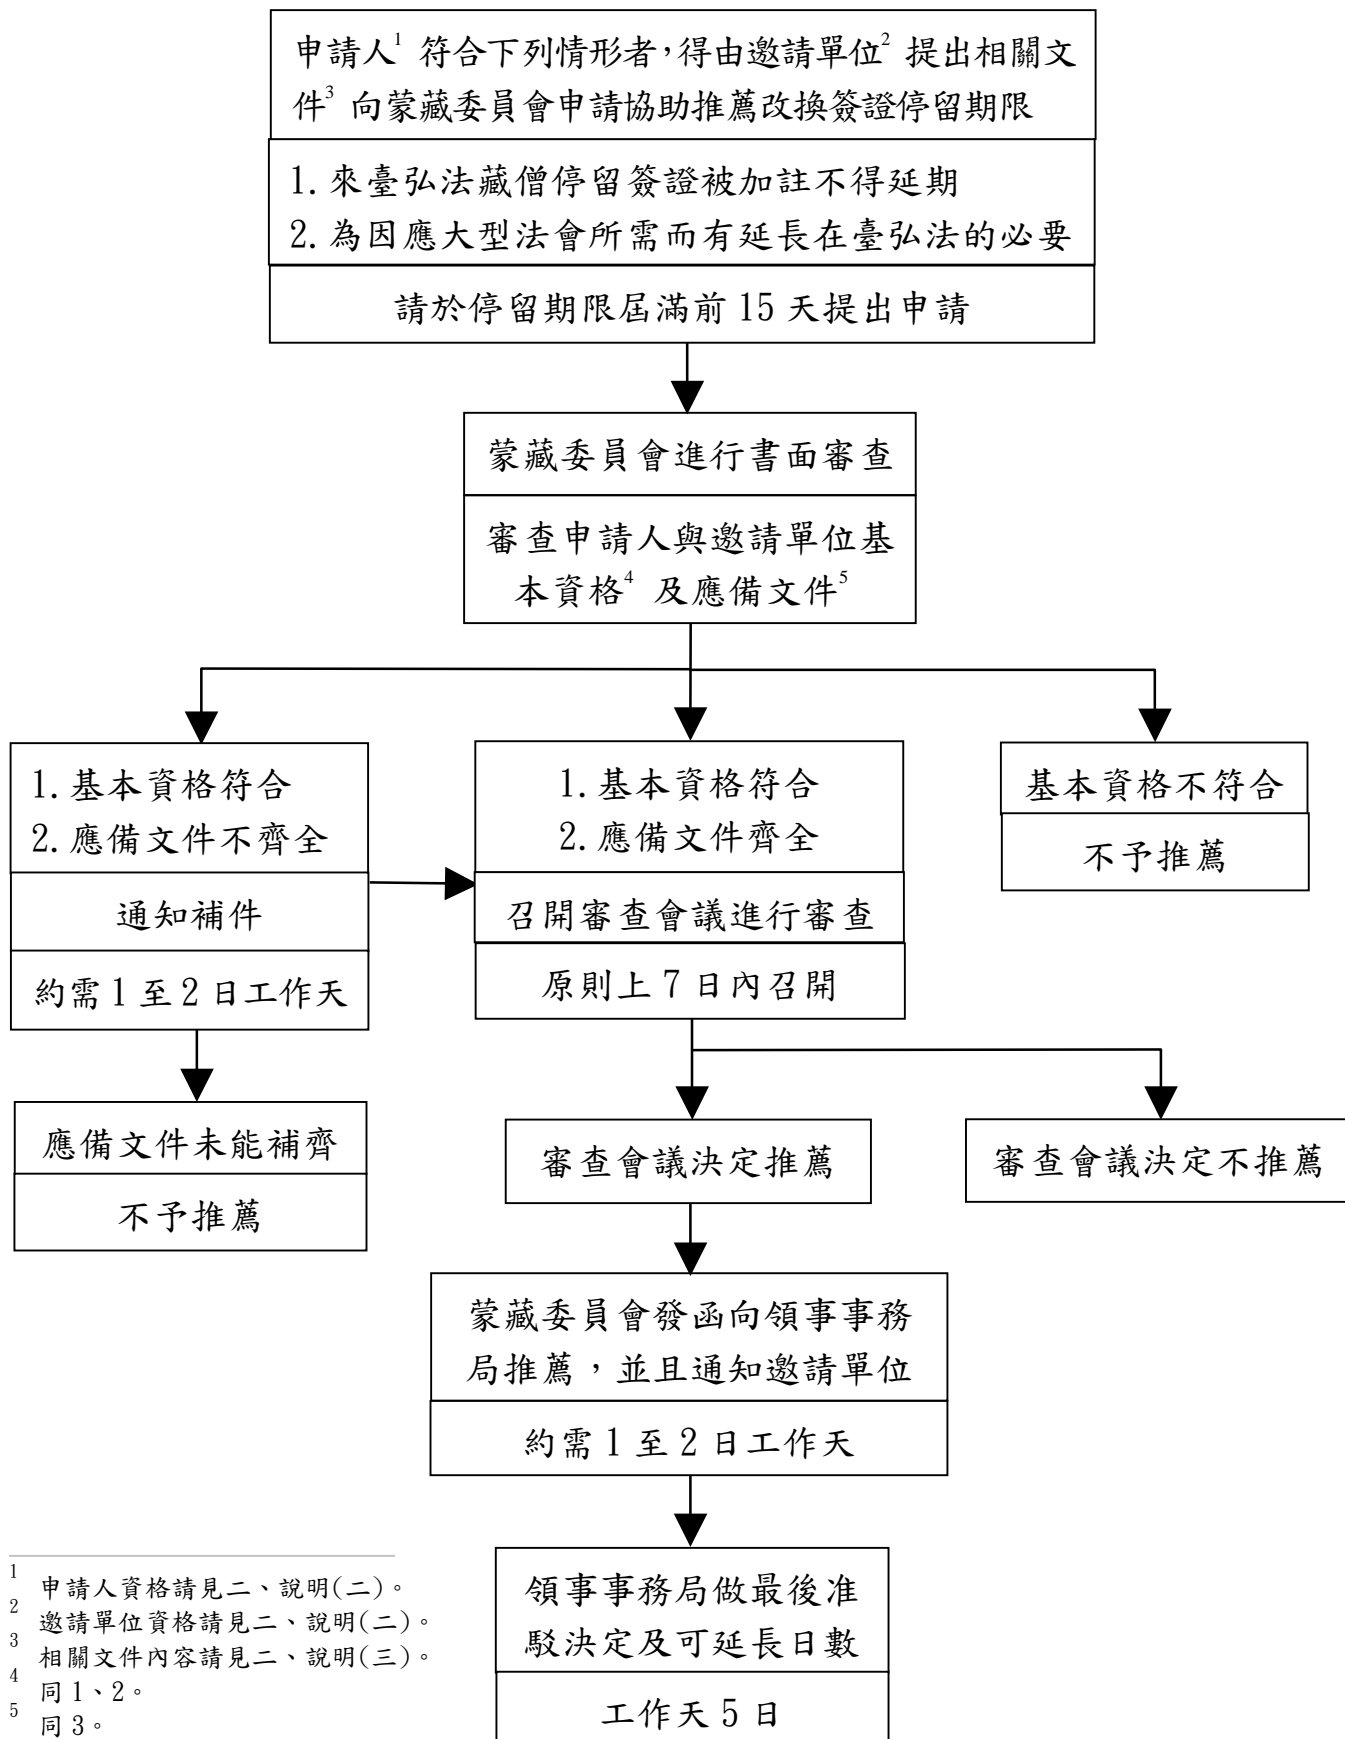 申請人1 符合下列情形者，得由邀請單位2 提出相關文
件3 向蒙藏委員會申請協助推薦改換簽證停留期限
1. 來臺弘法藏僧停留簽證被加註不得延期
2. 為因應大型法會所需而有延長在臺弘法的必要
請於停留期限屆滿前 15 天提出申請
蒙藏委員會進行書面審查
審查申請人與邀請單位基
本資格4 及應備文件5
1. 基本資格符合
2. 應備文件不齊全
通知補件
約需 1 至 2 日工作天
1. 基本資格符合
2. 應備文件齊全
召開審查會議進行審查
原則上 7 日內召開
基本資格不符合
不予推薦
應備文件未能補齊
不予推薦
審查會議決定推薦
審查會議決定不推薦
蒙藏委員會發函向領事事務
局推薦，並且通知邀請單位
約需 1 至 2 日工作天
領事事務局做最後准
駁決定及可延長日數
工作天 5 日
1 申請人資格請見二、說明(二)。
2 邀請單位資格請見二、說明(二)。
3 相關文件內容請見二、說明(三)。
4 同 1、2。
5 同 3。